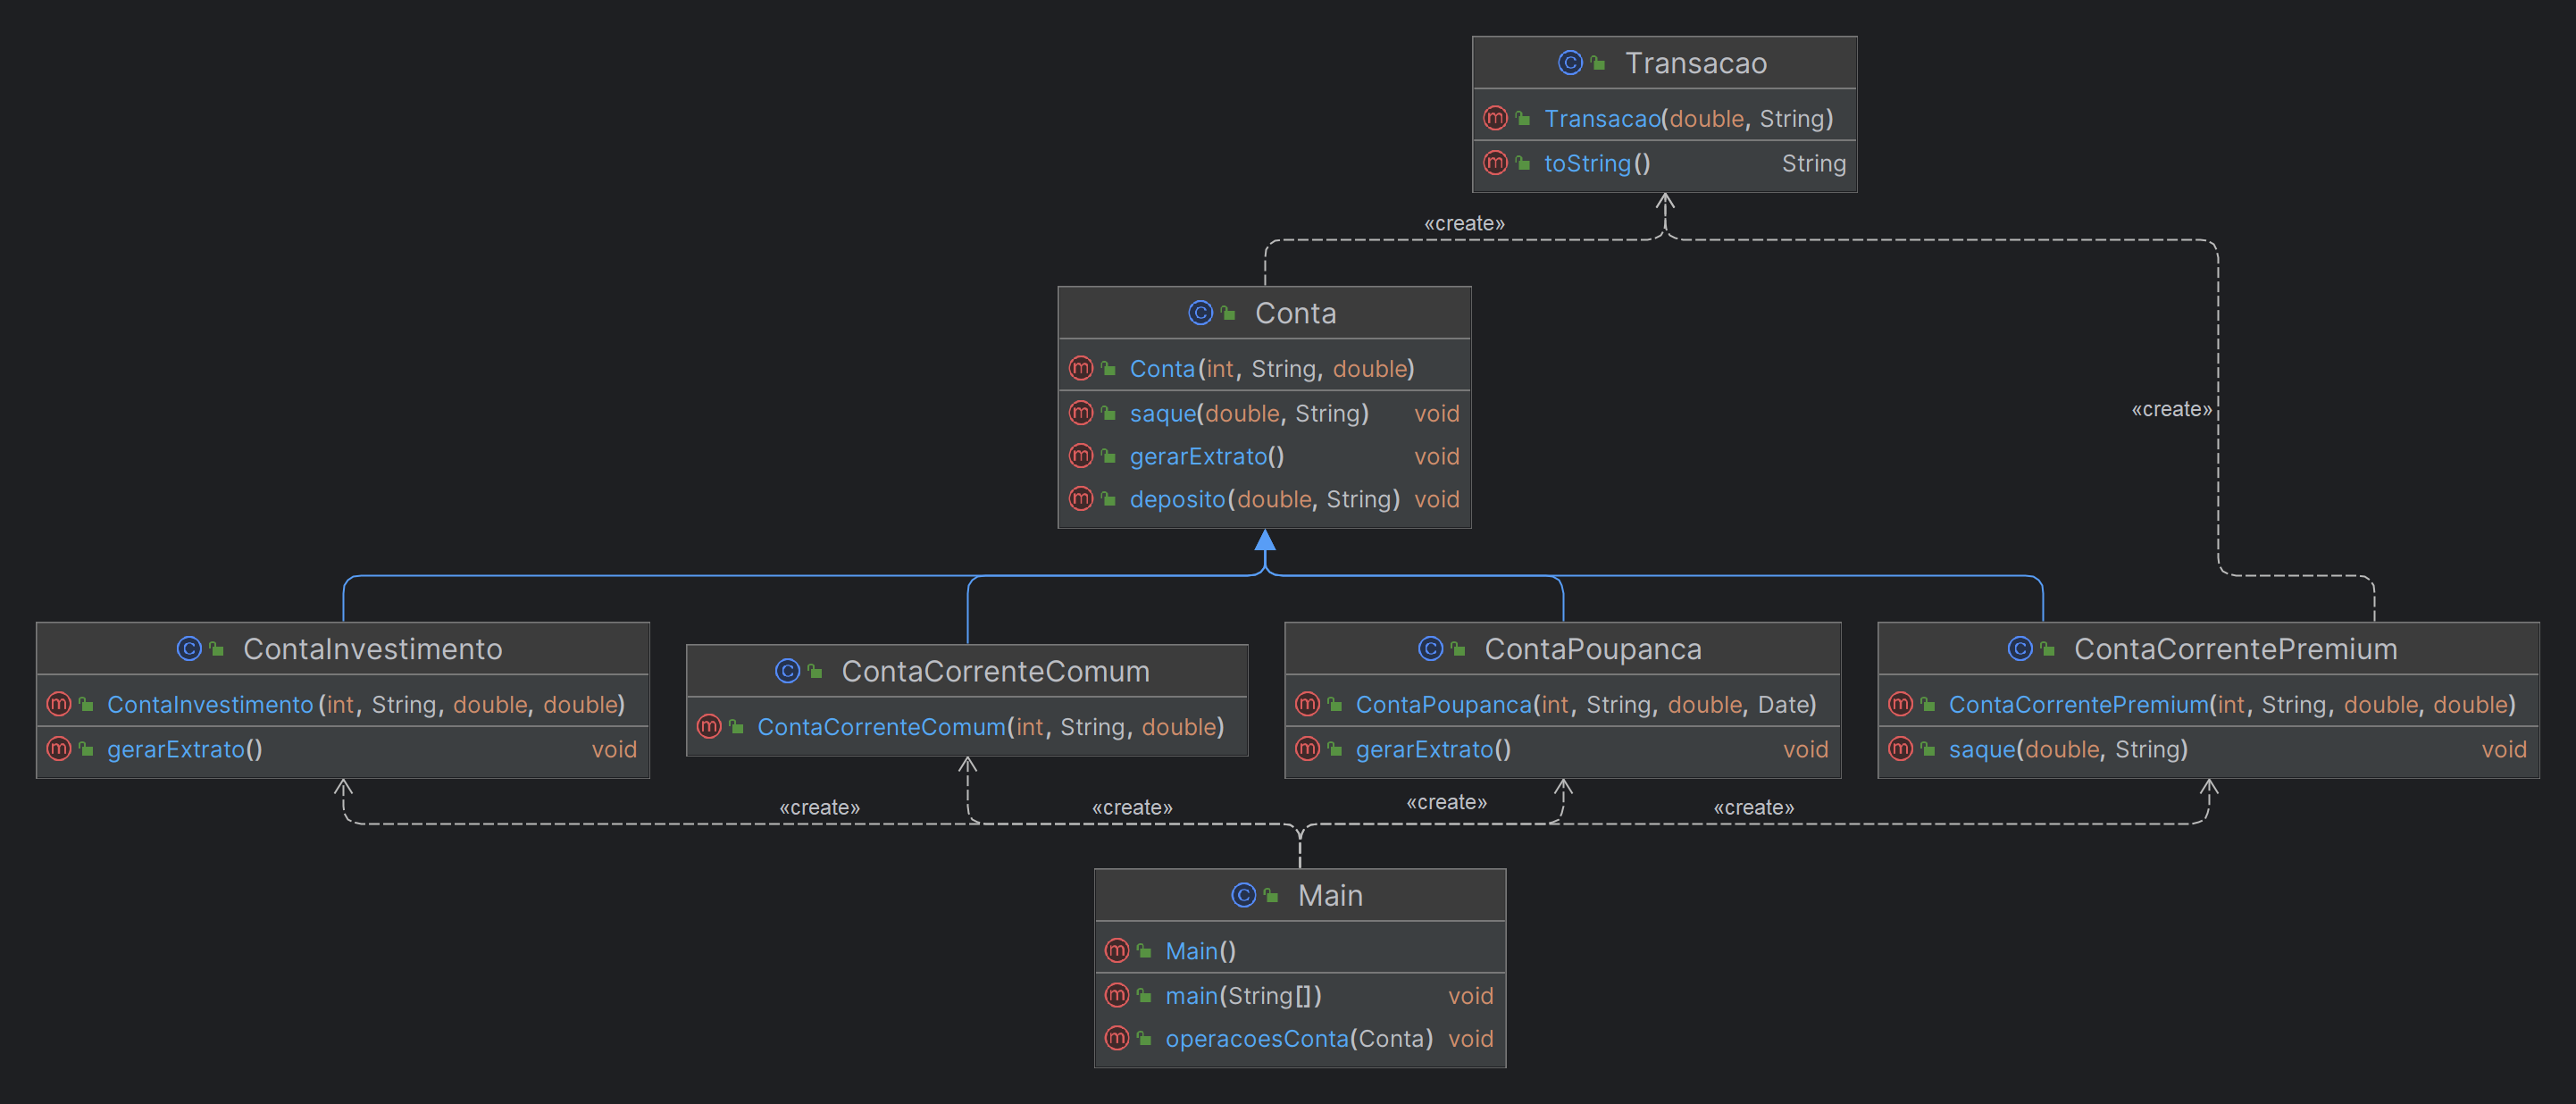 Transacao
Transacao(double, String)
toString() String
«create»
Conta
Conta(int, String, double)
saque(double, String) void
gerarExtrato() void
deposito(double, String) void
«create»
ContaInvestimento
ContaInvestimento(int, String, double, double)
gerarExtrato() void
ContaCorrenteComum
ContaCorrenteComum(int, String, double)
ContaPoupanca
ContaPoupanca(int, String, double, Date)
gerarExtrato() void
ContaCorrentePremium
ContaCorrentePremium(int, String, double, double)
saque(double, String) void
«create» «create» «create» «create»
Main
Main()
main(String[]) void
operacoesConta(Conta) void